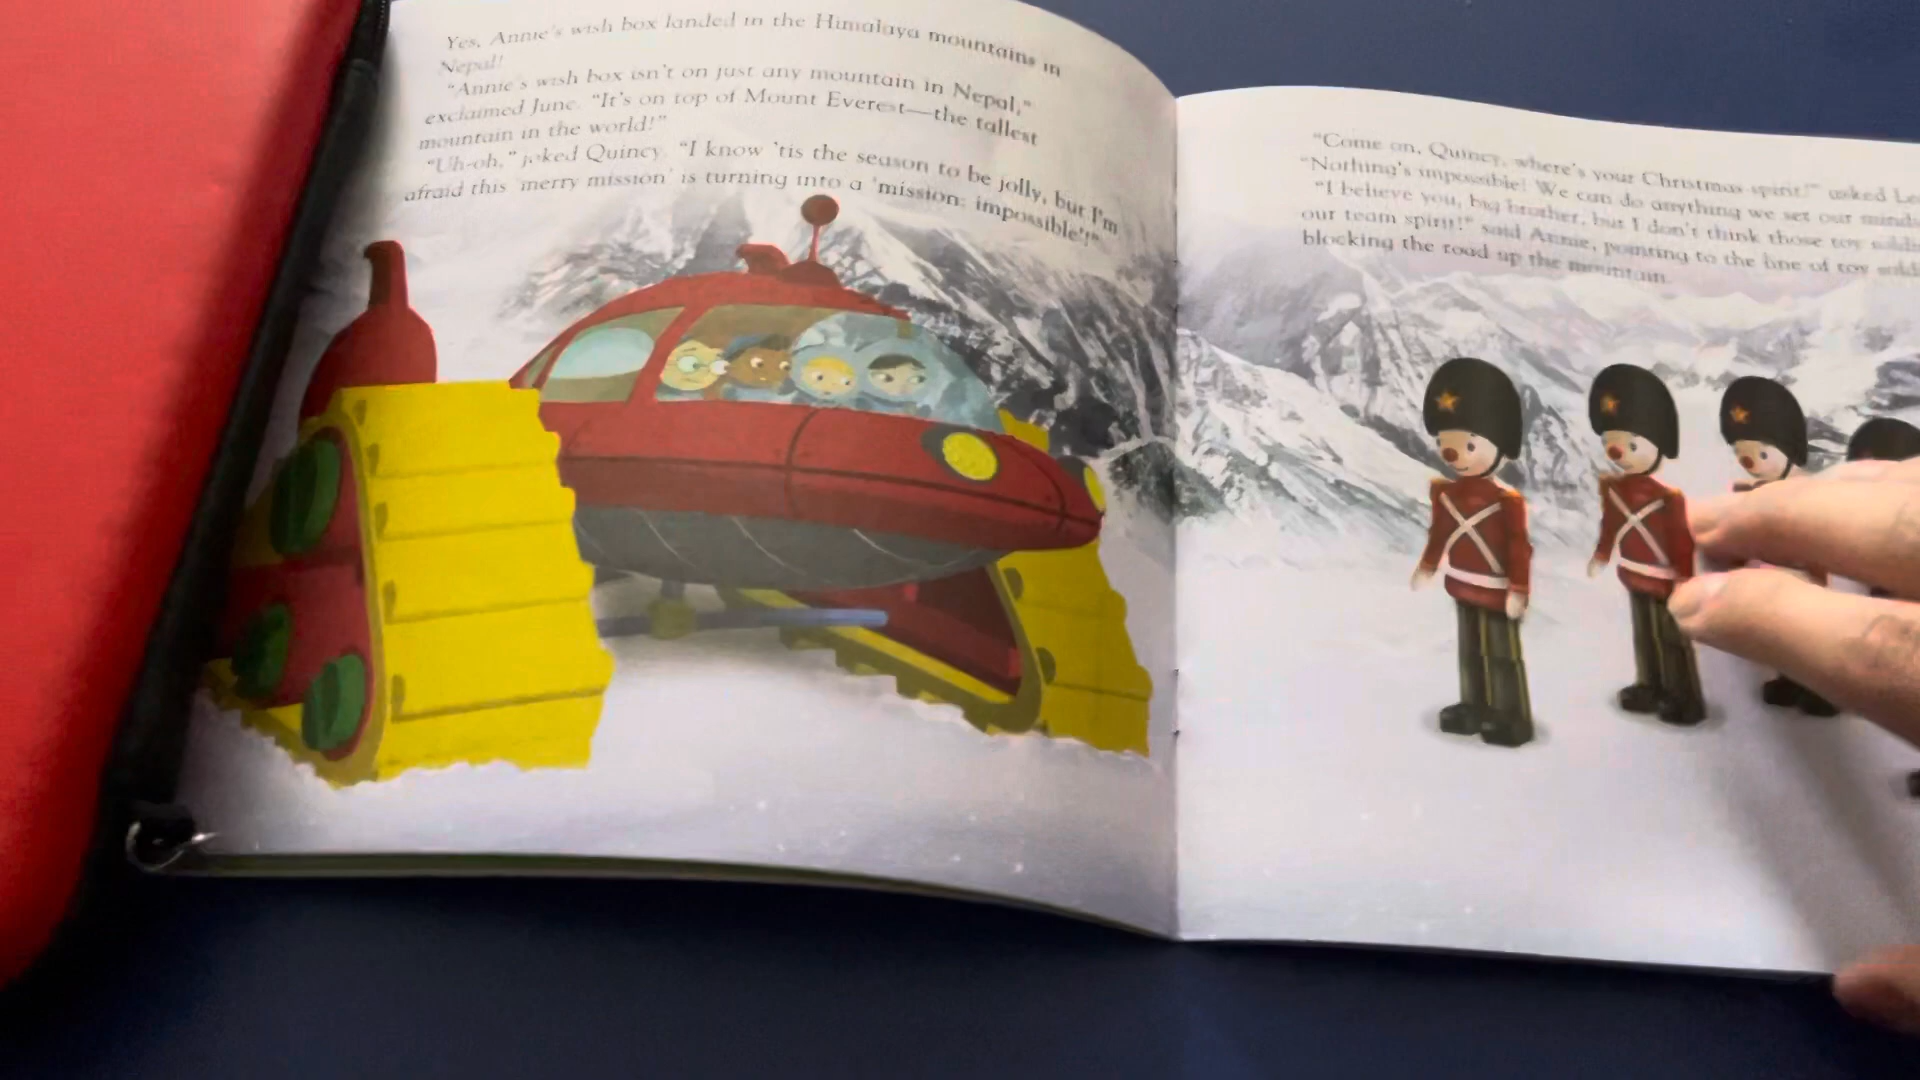 Yes, Annie's wish box landed in the Himalaya mountains in
Nepal!
"Annie's wish box isn't on just any mountain in Nepal,"
exclaimed June. "It's on top of Mount Everest—the tallest
mountain in the world!"
"Uh-oh," joked Quincy. "I know 'tis the season to be jolly, but I'm
afraid this 'merry mission' is turning into a 'mission: impossible'!"
"Come on, Quincy, where's your Christmas spirit?" asked Le
"Nothing's impossible! We can do anything we set our minds
"I believe you, big brother, but I don't think those toy
our team spirit!" said Annie, pointing to the line of toy
blocking the road up the mountain.